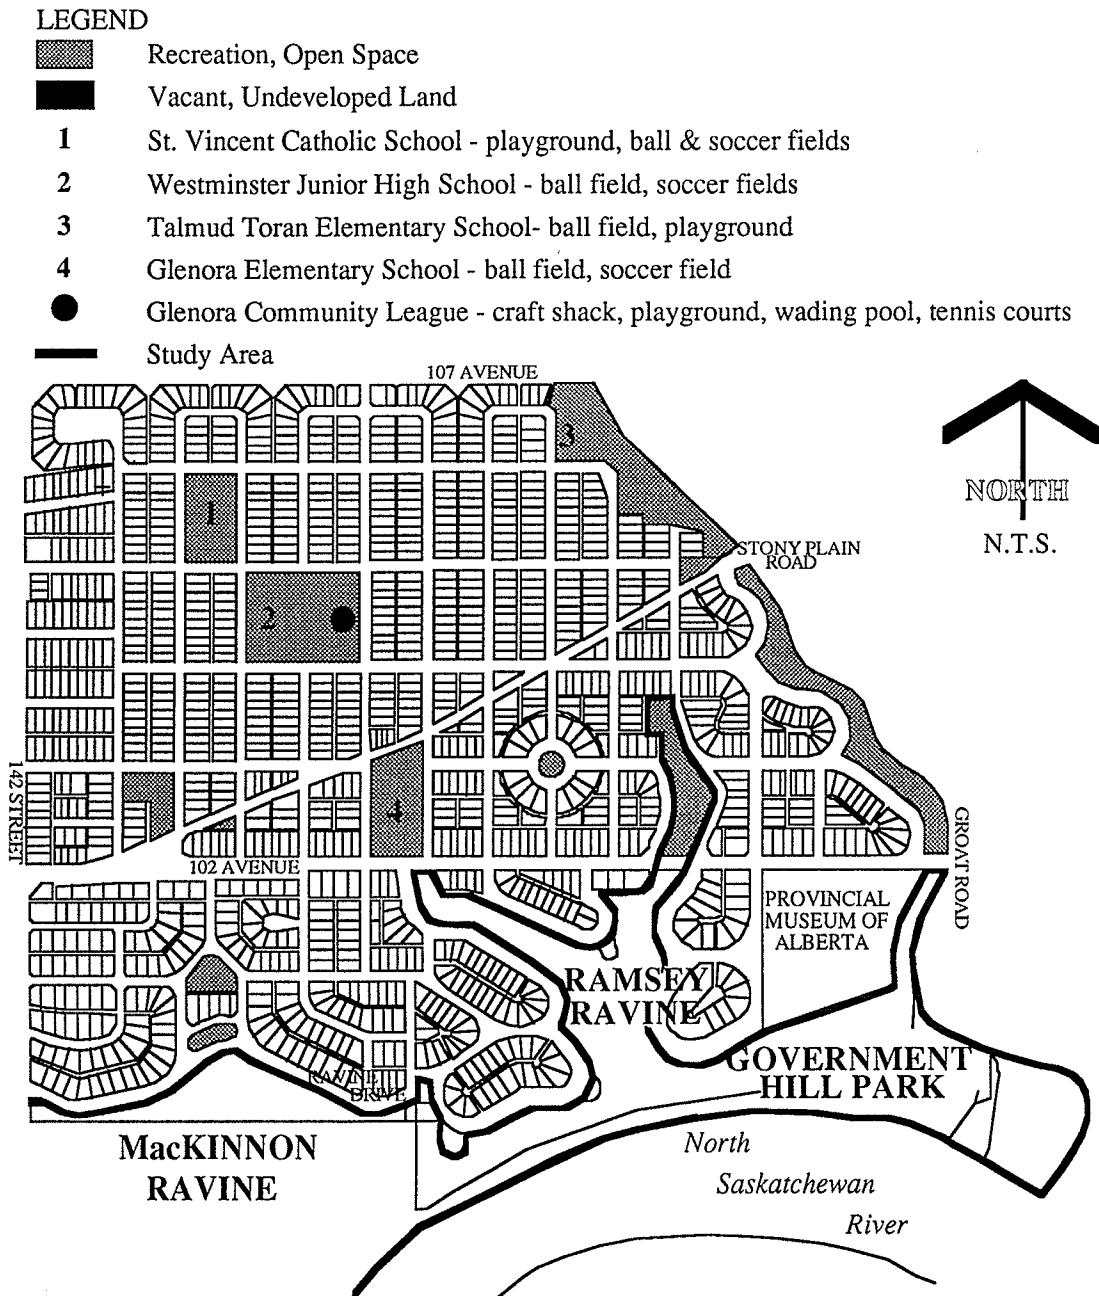 LEGEND
Recreation, Open Space
Vacant, Undeveloped Land
1 St. Vincent Catholic School - playground, ball & soccer fields
2 Westminster Junior High School - ball field, soccer fields
3 Talmud Toran Elementary School- ball field, playground
4 Glenora Elementary School - ball field, soccer field
Glenora Community League - craft shack, playground, wading pool, tennis courts
Study Area
107 AVENUE
3
NORTH
N.T.S.
1
STONY PLAIN
ROAD
2
142 STREET
4
GROAT ROAD
102 AVENUE
PROVINCIAL
MUSEUM OF
ALBERTA
RAMSEY
RAVINE
GOVERNMENT
HILL PARK
RAVINE
DRIVE
MacKINNON
RAVINE
North
Saskatchewan
River